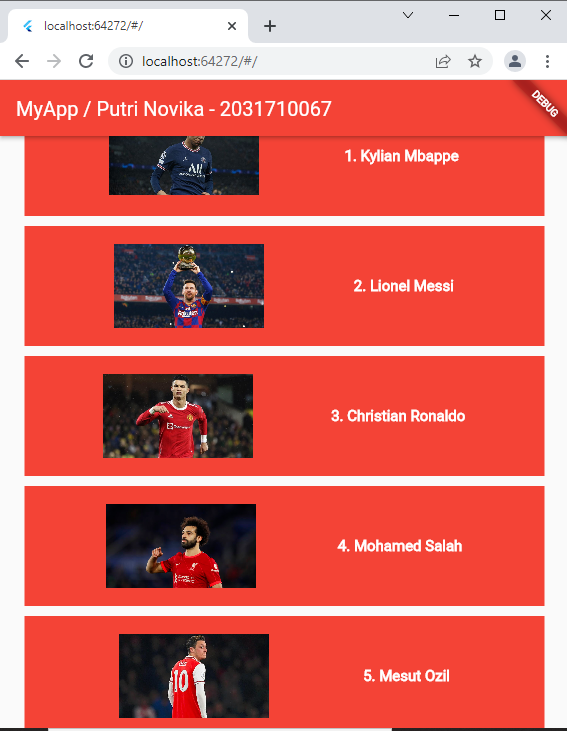 localhost:64272/#/
localhost:64272/#/
MyApp / Putri Novika - 2031710067
DEBUG
1. Kylian Mbappe
2. Lionel Messi
3. Christian Ronaldo
4. Mohamed Salah
10
5. Mesut Ozil